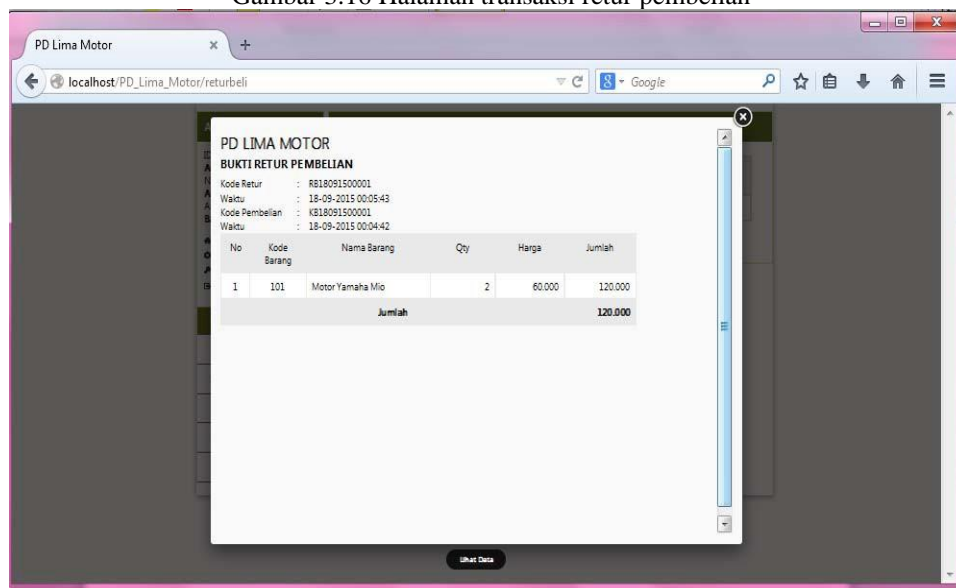 Gambar 3.16 Halaman transaksi retur pembelian
PD Lima Motor
localhost/PD_Lima_Motor/returbeli
Google
PD LIMA MOTOR
BUKTI RETUR PEMBELIAN
Kode Retur : RB18091500001
Waktu : 18-09-2015 00:05:43
Kode Pembelian : KB18091500001
Waktu : 18-09-2015 00:04:42
No Kode Barang Nama Barang Qty Harga Jumlah
1 101 Motor Yamaha Mio 2 60.000 120.000
Jumlah 120.000
Lihat Data